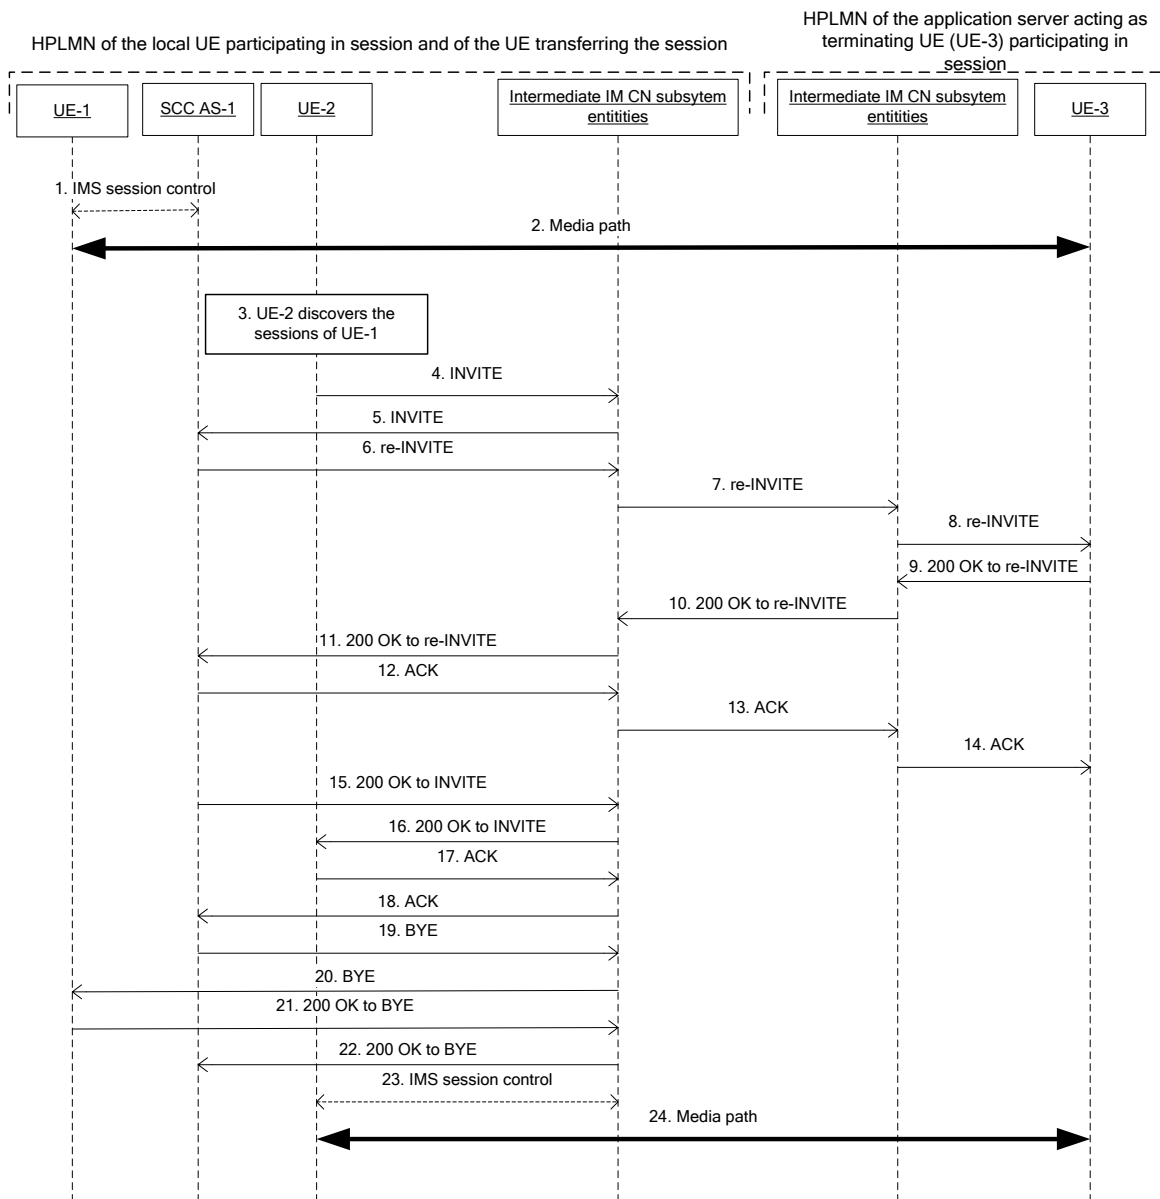 HPLMN of the local UE participating in session and of the UE transferring the session
HPLMN of the application server acting as
terminating UE (UE-3) participating in
session
UE-1
SCC AS-1
UE-2
Intermediate IM CN subsytem
entitities
Intermediate IM CN subsytem
entitities
UE-3
1. IMS session control
2. Media path
3. UE-2 discovers the
sessions of UE-1
4. INVITE
5. INVITE
6. re-INVITE
7. re-INVITE
8. re-INVITE
9. 200 OK to re-INVITE
10. 200 OK to re-INVITE
11. 200 OK to re-INVITE
12. ACK
13. ACK
14. ACK
15. 200 OK to INVITE
16. 200 OK to INVITE
17. ACK
18. ACK
19. BYE
20. BYE
21. 200 OK to BYE
22. 200 OK to BYE
23. IMS session control
24. Media path